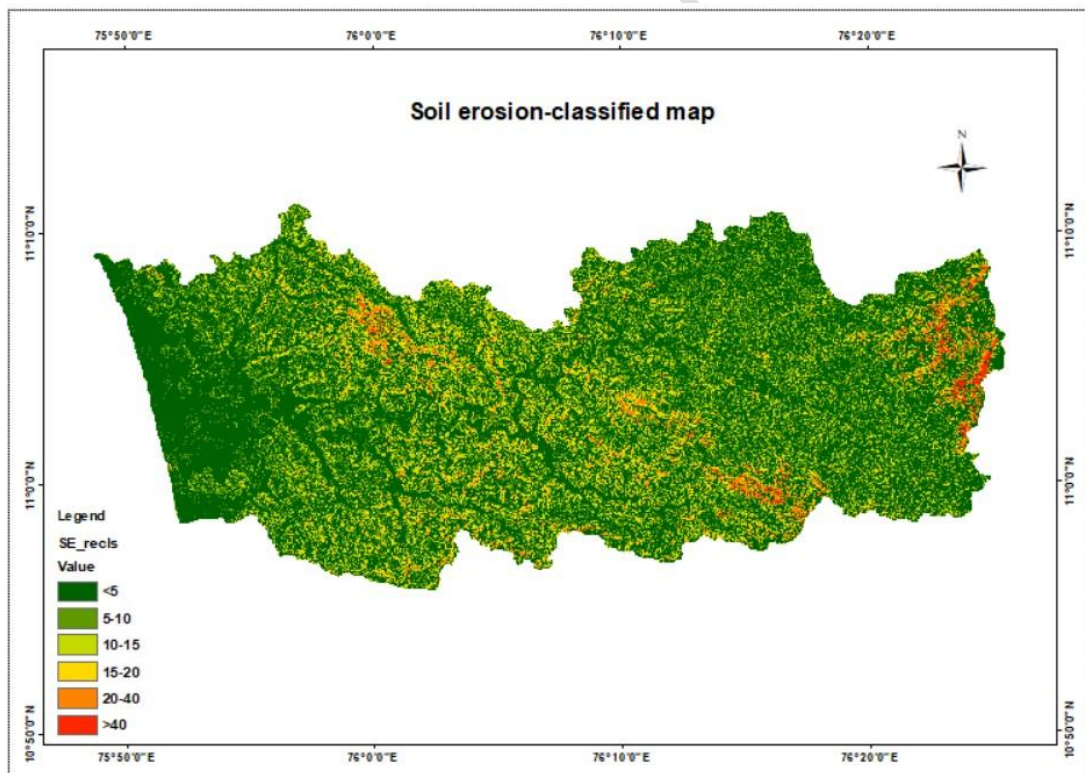 75°50'0"E 76°0'0"E 76°10'0"E 76°20'0"E
Soil erosion-classified map
N
11°10'0"N 11°10'0"N
11°0'0"N 11°0'0"N
Legend
SE_recls
Value
<5
5-10
10-15
15-20
20-40
>40
10°50'0"N 10°50'0"N
75°50'0"E 76°0'0"E 76°10'0"E 76°20'0"E